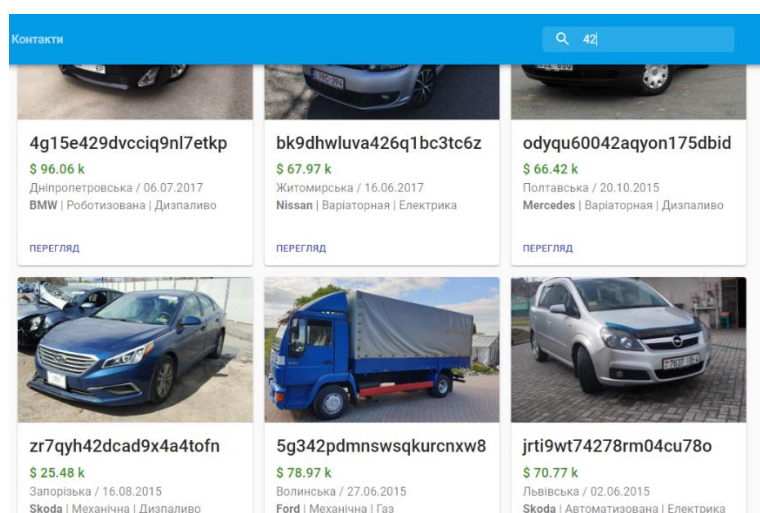 Контакти
42
4g15e429dvcciq9nl7etkp
$ 96.06 k
Дніпропетровська / 06.07.2017
BMW | Роботизована | Дизпаливо
ПЕРЕГЛЯД
bk9dhwluva426q1bc3tc6z
$ 67.97 k
Житомирська / 16.06.2017
Nissan | Варіаторная | Електрика
ПЕРЕГЛЯД
odyqu60042aqyon175dbid
$ 66.42 k
Полтавська / 20.10.2015
Mercedes | Варіаторная | Дизпаливо
ПЕРЕГЛЯД
zr7qyh42dcad9x4a4tofn
$ 25.48 k
Запорізька / 16.08.2015
Skoda | Механічна | Дизпаливо
5g342pdmnswsqkurcnxw8
$ 78.97 k
Волинська / 27.06.2015
Ford | Механічна | Газ
jrti9wt74278rm04cu78o
$ 70.77 k
Львівська / 02.06.2015
Skoda | Автоматизована | Електрика